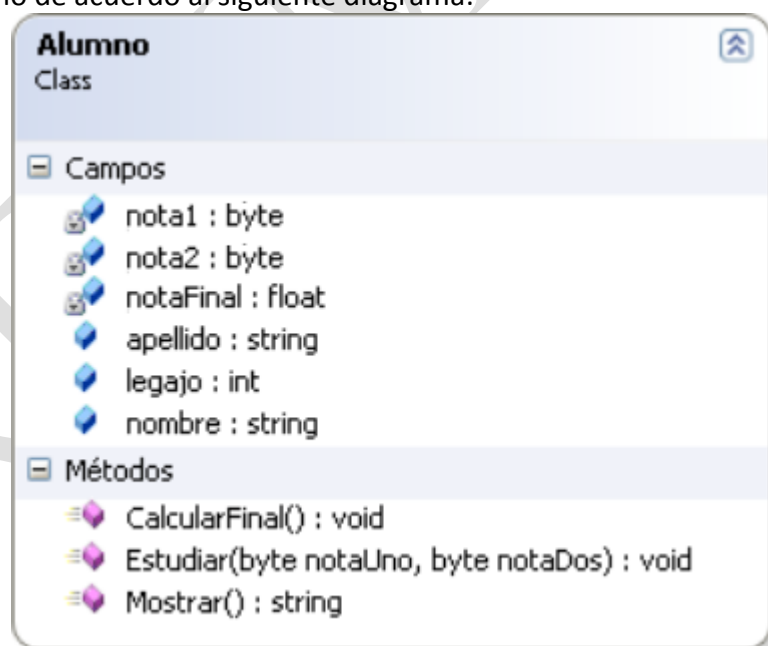 de acuerdo al siguiente diagrama:
Alumno
Class
Campos
nota1 : byte
nota2 : byte
notaFinal : float
apellido : string
legajo : int
nombre : string
Métodos
CalcularFinal() : void
Estudiar(byte notaUno, byte notaDos) : void
Mostrar() : string